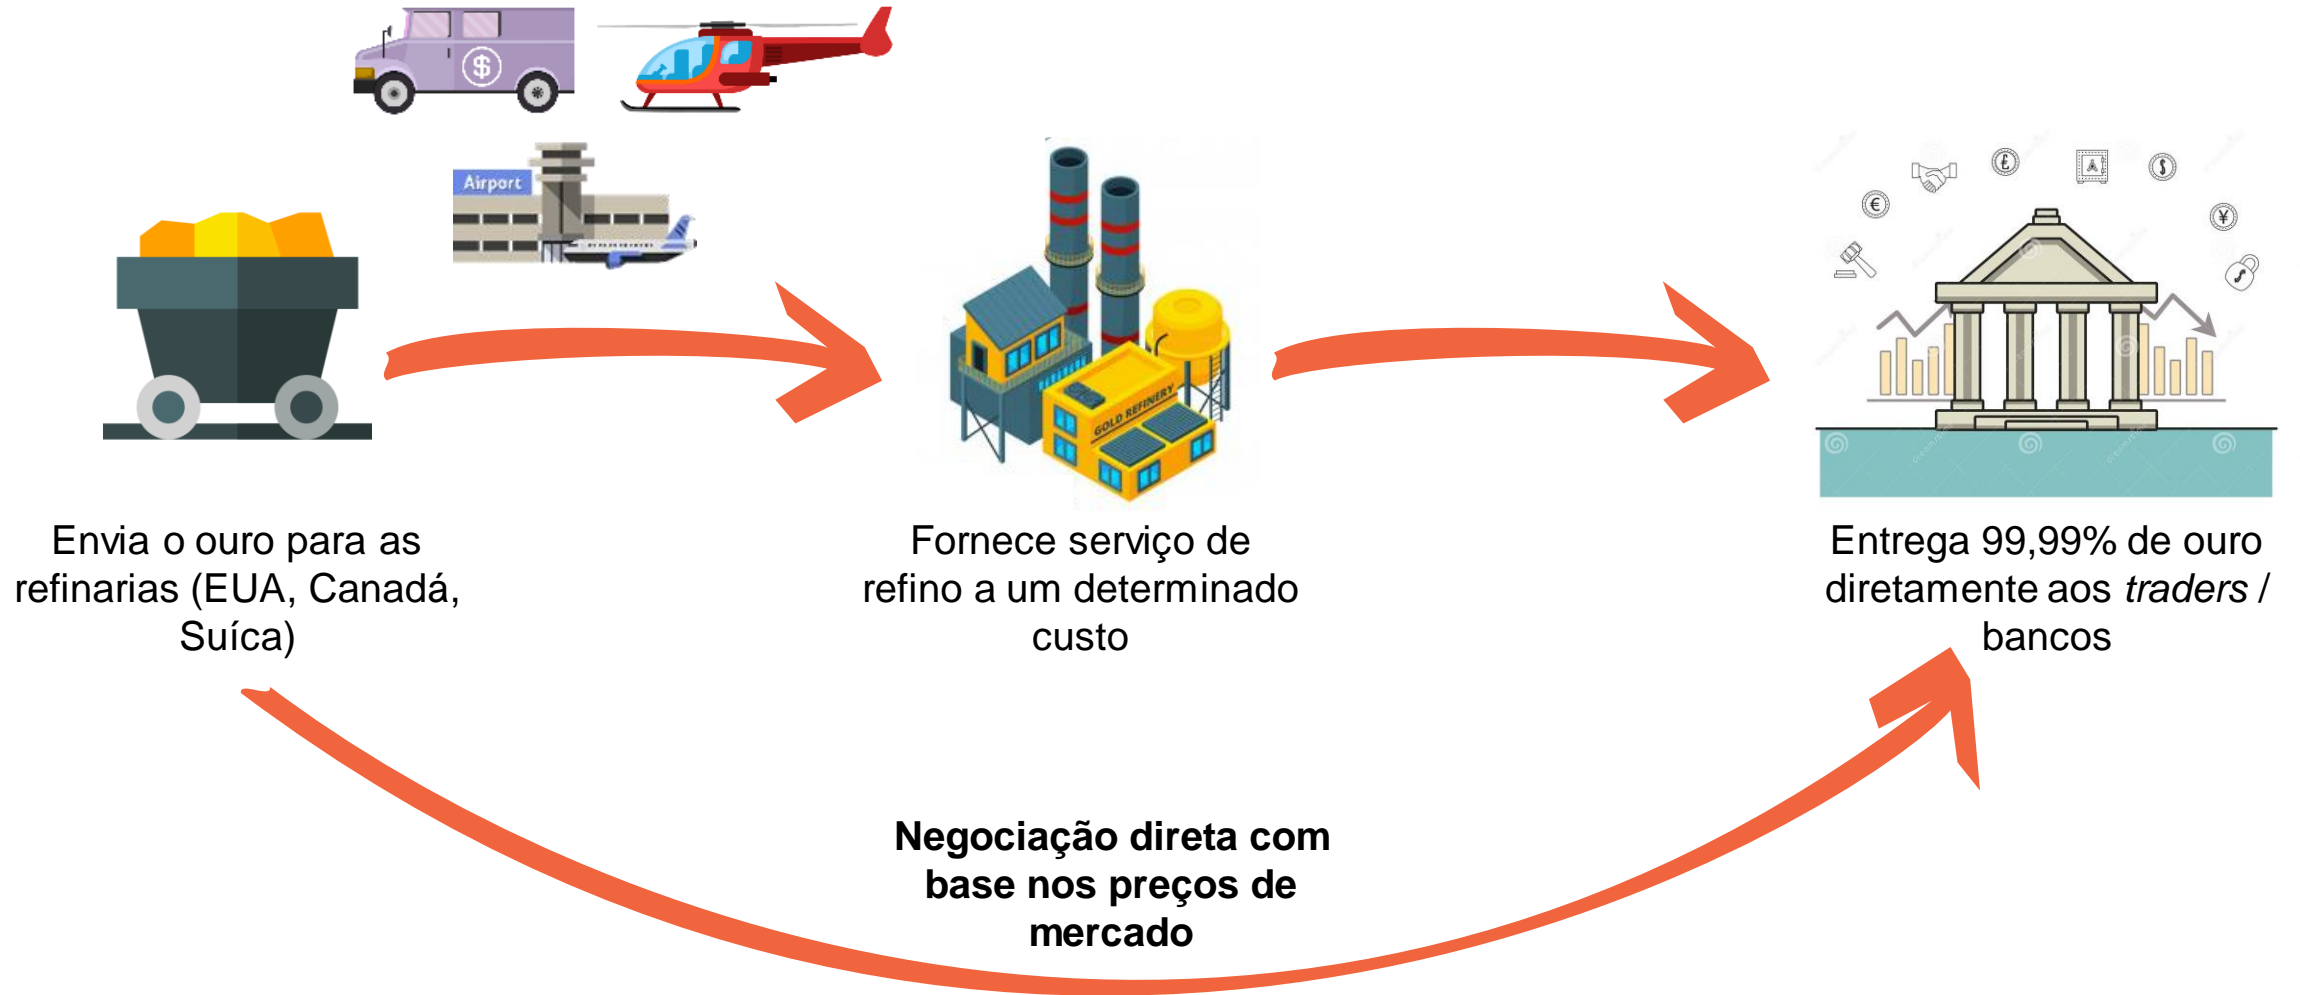 Airport
GOLD REFINERY
Envia o ouro para as
refinarias (EUA, Canadá,
Suíca)
Fornece serviço de
refino a um determinado
custo
Entrega 99,99% de ouro
diretamente aos traders /
bancos
Negociação direta com
base nos preços de
mercado